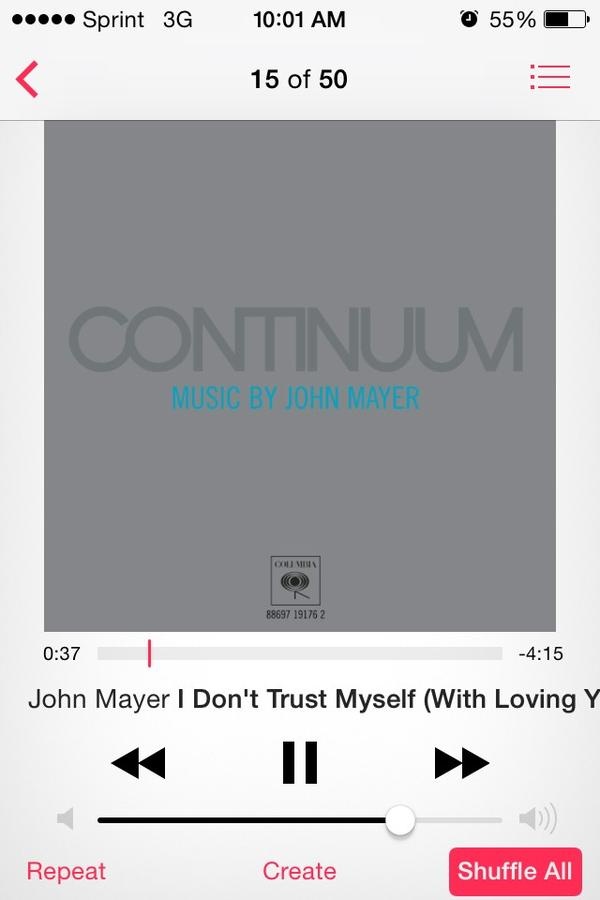 Sprint 3G 10:01 AM 55%
15 of 50
CONTINUUM
MUSIC BY JOHN MAYER
COLUMBIA
88697 19176 2
0:37 -4:15
John Mayer I Don't Trust Myself (With Loving Y
Repeat Create Shuffle All